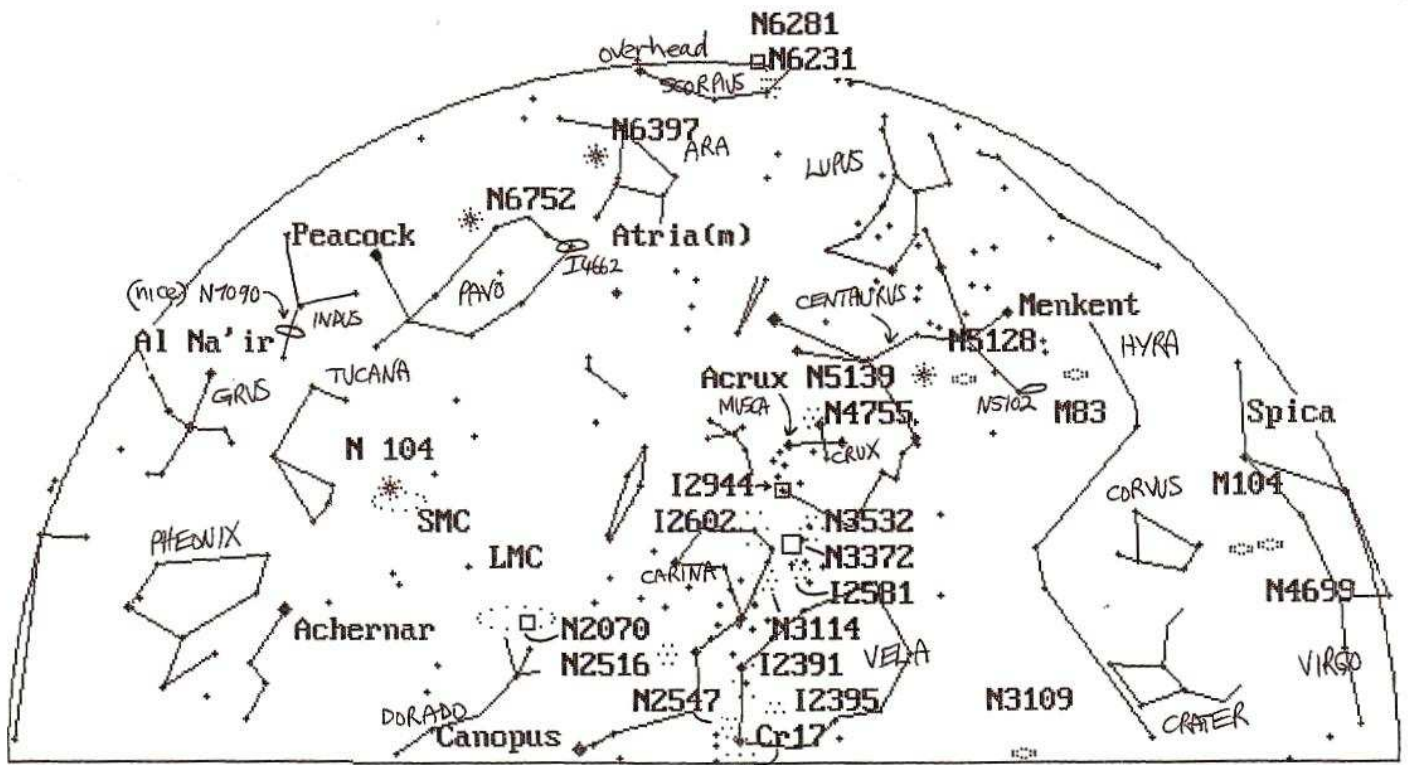 N6281
overhead
N6231
SCORPIUS
N6397
ARA
LUPUS
N6752
Peacock
Atria(m)
I4662
(nice) N7090
INDUS
PAVO
CENTAURUS
Menkent
Al Na'ir
N5128
HYRA
TUCANA
GRUS
Acrux N5139
MUSCA
N4755
N5102
M83
Spica
N 104
CRUX
I2944
CORVUS
M104
SMC
I2602
N3532
PHEONIX
LMC
N3372
CARINA
I2581
N4699
Achernar
N2070
N3114
N2516
I2391
VELA
VIRGO
N2547
I2395
N3109
DORADO
CRATER
Canopus
Cr17